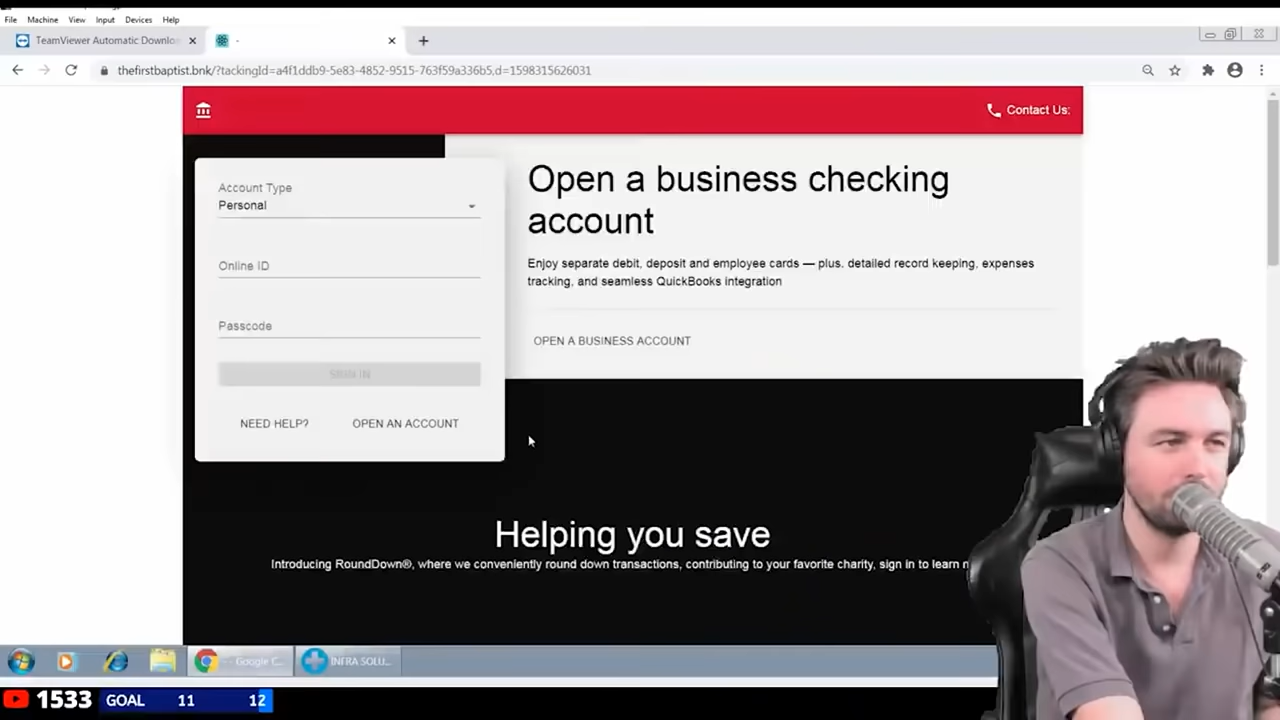 File Machine View Input Devices Help
TeamViewer Automatic Downlo
-
thefirstbaptist.bnk/?tackingId=a4f1ddb9-5e83-4852-9515-763f59a336b5,d=1598315626031
Contact Us:
Account Type
Personal
Online ID
Passcode
SIGN IN
NEED HELP?
OPEN AN ACCOUNT
Open a business checking
account
Enjoy separate debit, deposit and employee cards — plus. detailed record keeping, expenses
tracking, and seamless QuickBooks integration
OPEN A BUSINESS ACCOUNT
Helping you save
Introducing RoundDown®, where we conveniently round down transactions, contributing to your favorite charity, sign in to learn
- Google C...
INFRA SOLU...
1533 GOAL 11 12